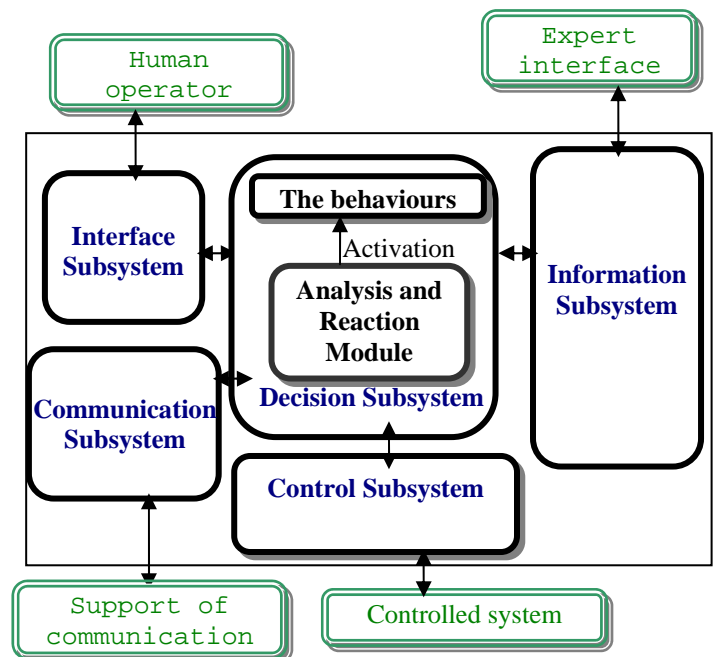 Human
operator
Expert
interface
The behaviours
Activation
Analysis and
Reaction
Module
Decision Subsystem
Interface
Subsystem
Information
Subsystem
Communication
Subsystem
Control Subsystem
Support of
communication
Controlled system